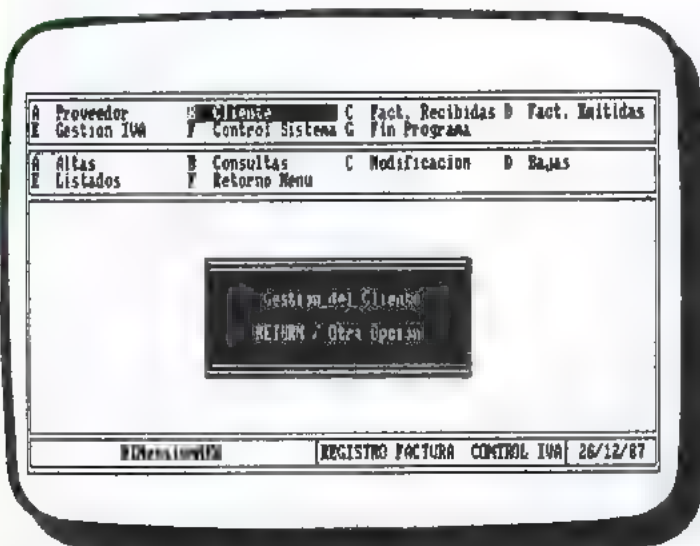 A Proveedor B Cliente C Fact. Recibidas D Fact. Emitidas
E Gestion IVA F Control Sistema G Fin Programa
A Altas B Consultas C Modificacion D Bajas
E Listados F Retorno Menu
Gestion del Cliente
RETURN / Otra Opcion
REGISTRO FACTURA CONTROL IVA 26/12/87